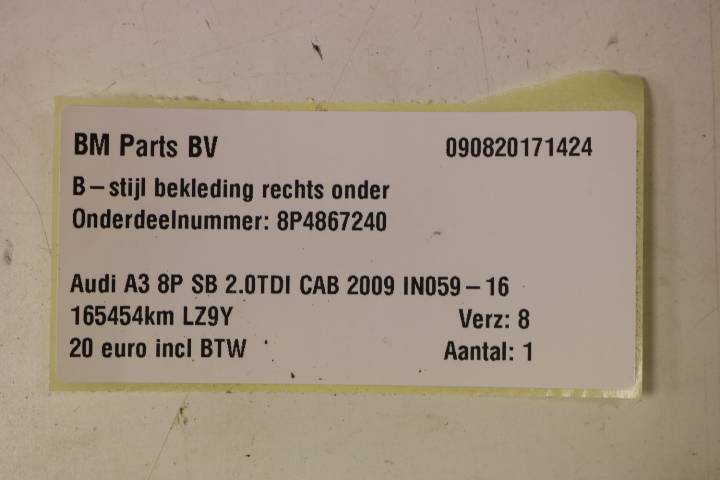 BM Parts BV 090820171424
B-stijl bekleding rechts onder
Onderdeelnummer: 8P4867240
Audi A3 8P SB 2.0TDI CAB 2009 IN059-16
165454km LZ9Y Verz: 8
20 euro incl BTW Aantal: 1